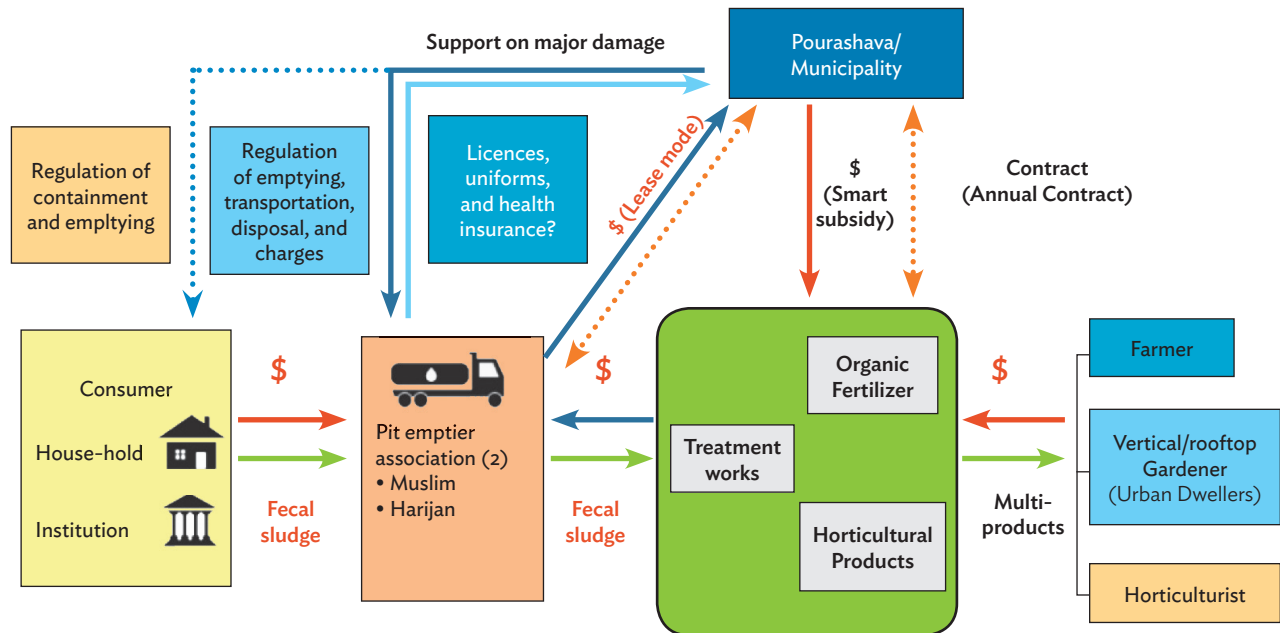 Support on major damage
Pourashava/
Municipality
Regulation of
containment
and empltying
Regulation
of emptying,
transportation,
disposal, and
charges
Licences,
uniforms,
and health
insurance?
$ (Lease mode)
$
(Smart
subsidy)
Contract
(Annual Contract)
Consumer
House-hold
Institution
$
Fecal
sludge
Pit emptier
association (2)
• Muslim
• Harijan
$
Fecal
sludge
Organic
Fertilizer
Treatment
works
Horticultural
Products
$
Multi-
products
Farmer
Vertical/rooftop
Gardener
(Urban Dwellers)
Horticulturist